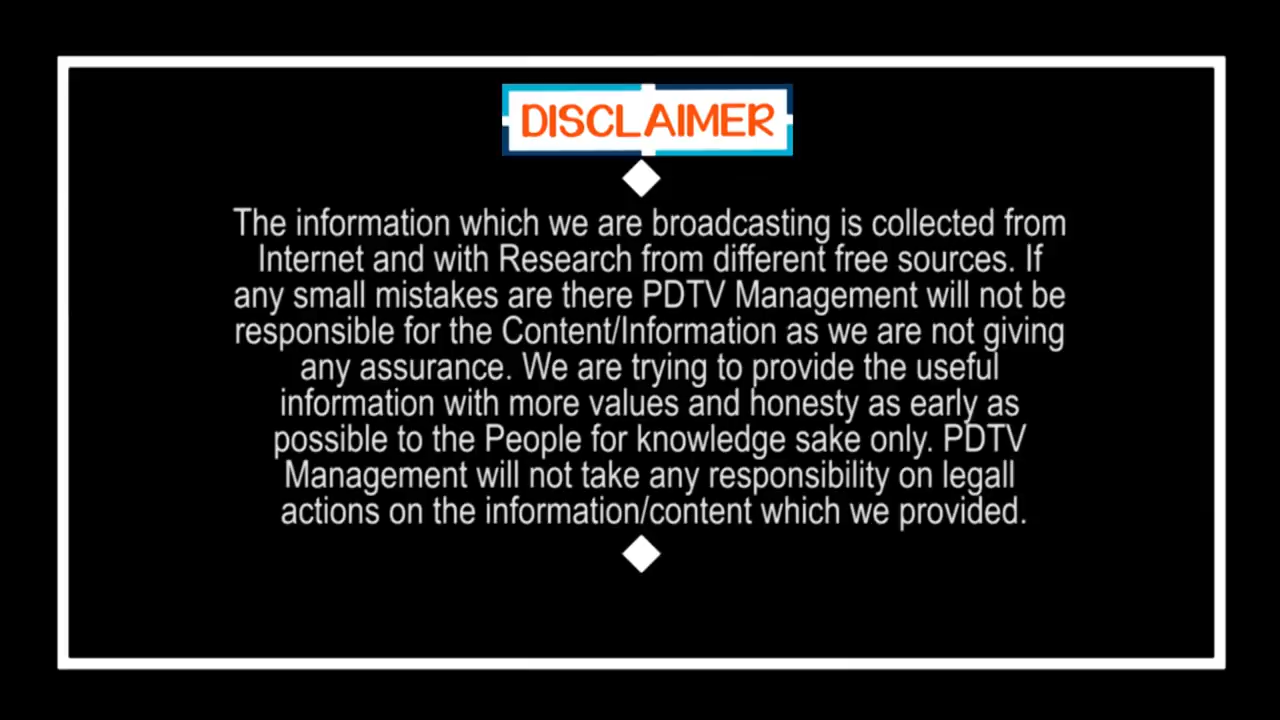 DISCLAIMER
The information which we are broadcasting is collected from
Internet and with Research from different free sources. If
any small mistakes are there PDTV Management will not be
responsible for the Content/Information as we are not giving
any assurance. We are trying to provide the useful
information with more values and honesty as early as
possible to the People for knowledge sake only. PDTV
Management will not take any responsibility on legall
actions on the information/content which we provided.